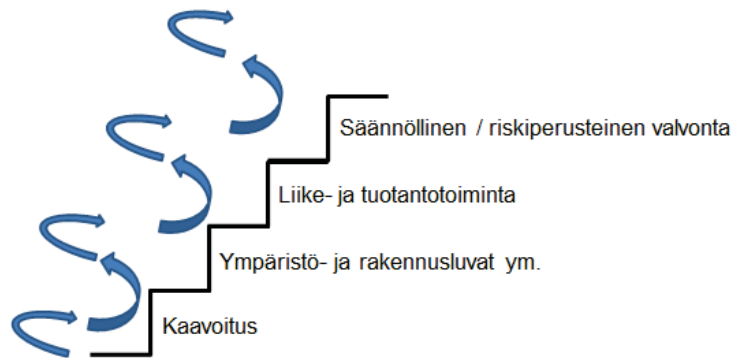 Säännöllinen / riskiperusteinen valvonta
Liike- ja tuotantotoiminta
Ympäristö- ja rakennusluvat ym.
Kaavoitus